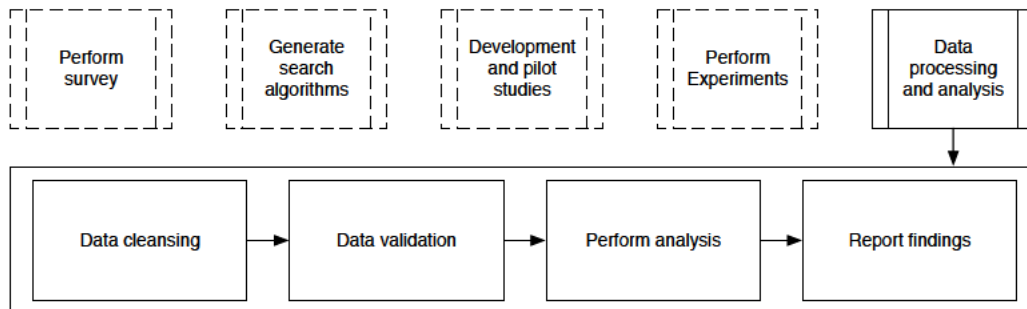 Perform
survey
Generate
search
algorithms
Development
and pilot
studies
Perform
Experiments
Data
processing
and analysis
Data cleansing
Data validation
Perform analysis
Report findings